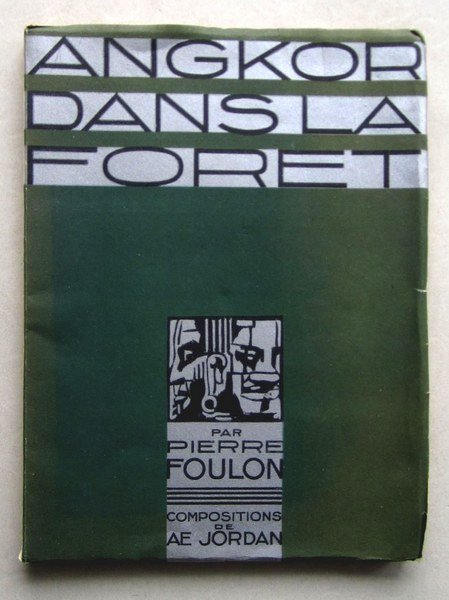 ANGKOR
DANS LA
FORET
PAR
PIERRE
FOULON
COMPOSITIONS
DE
AE JORDAN